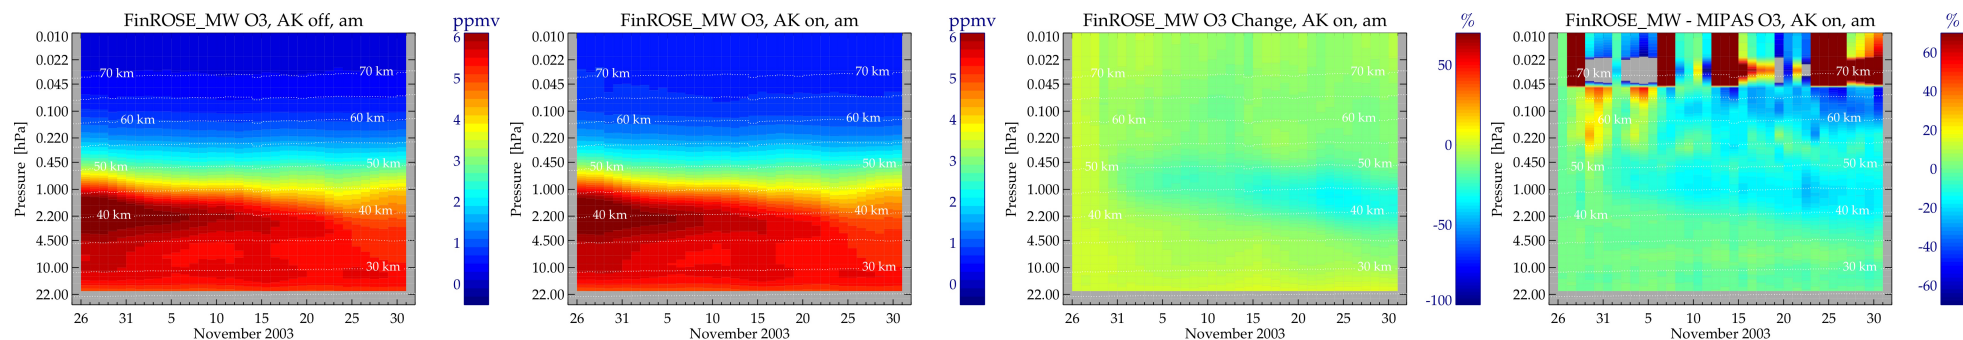 FinROSE_MW O3, AK off, am
ppmv
0.010
0.022
0.045
0.100
0.220
0.450
1.000
2.200
4.500
10.00
22.00
Pressure [hPa]
70 km
70 km
60 km
60 km
50 km
50 km
40 km
40 km
30 km
26
31
5
10
15
20
25
30
November 2003
6
5
4
3
2
1
0
FinROSE_MW O3, AK on, am
ppmv
0.010
0.022
0.045
0.100
0.220
0.450
1.000
2.200
4.500
10.00
22.00
Pressure [hPa]
70 km
70 km
60 km
60 km
50 km
50 km
40 km
40 km
30 km
26
31
5
10
15
20
25
30
November 2003
6
5
4
3
2
1
0
FinROSE_MW O3 Change, AK on, am
%
0.010
0.022
0.045
0.100
0.220
0.450
1.000
2.200
4.500
10.00
22.00
Pressure [hPa]
70 km
70 km
60 km
60 km
50 km
50 km
40 km
40 km
30 km
26
31
5
10
15
20
25
30
November 2003
50
0
-50
-100
FinROSE_MW - MIPAS O3, AK on, am
%
0.010
0.022
0.045
0.100
0.220
0.450
1.000
2.200
4.500
10.00
22.00
Pressure [hPa]
70 km
70 km
60 km
60 km
50 km
50 km
40 km
40 km
30 km
26
31
5
10
15
20
25
30
November 2003
60
40
20
0
-20
-40
-60